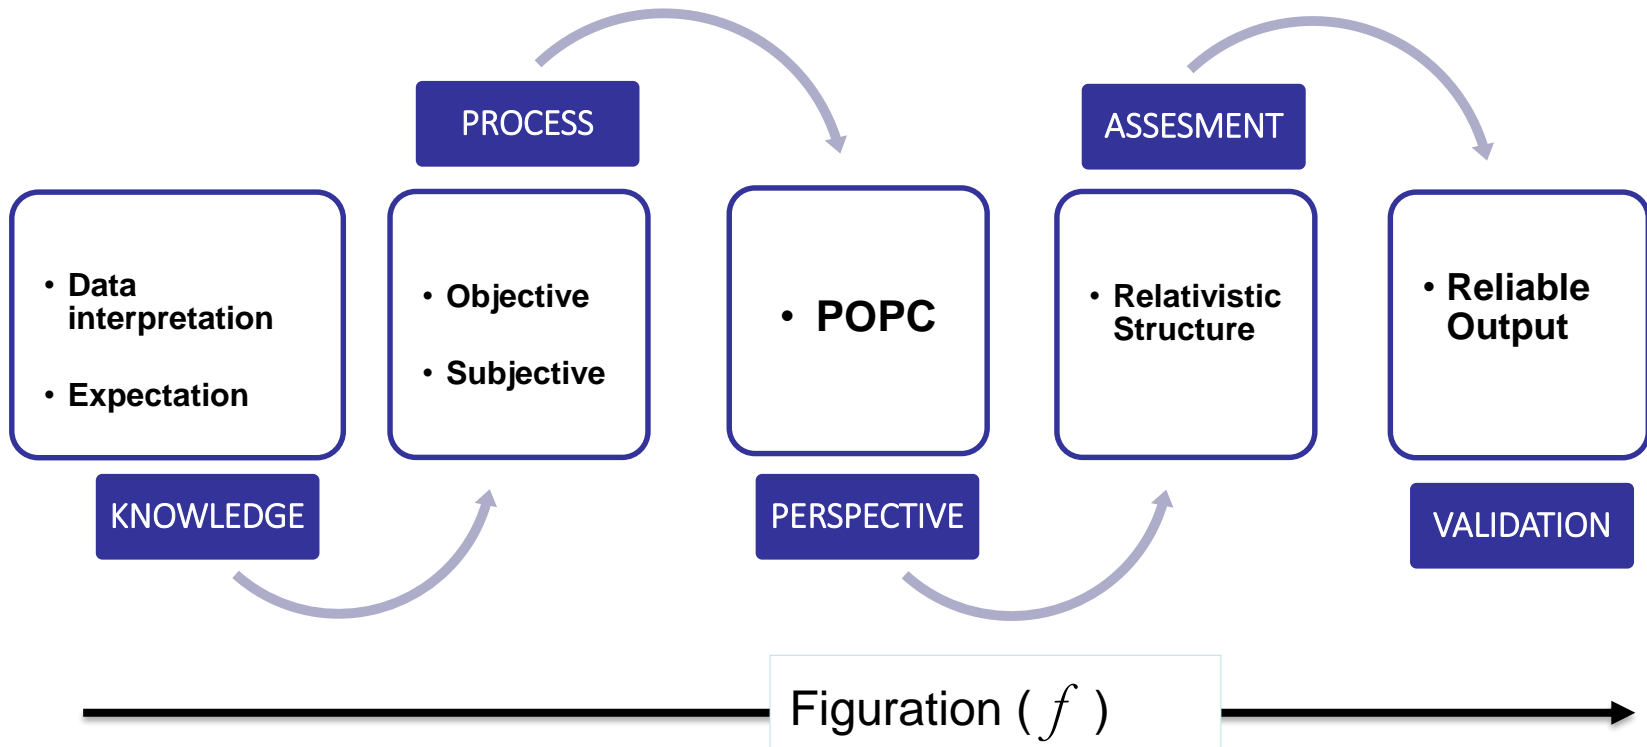 PROCESS
ASSESMENT
• Data
interpretation
• Expectation
• Objective
• Subjective
• POPC
• Relativistic
Structure
• Reliable
Output
KNOWLEDGE
PERSPECTIVE
VALIDATION
Figuration ( f )